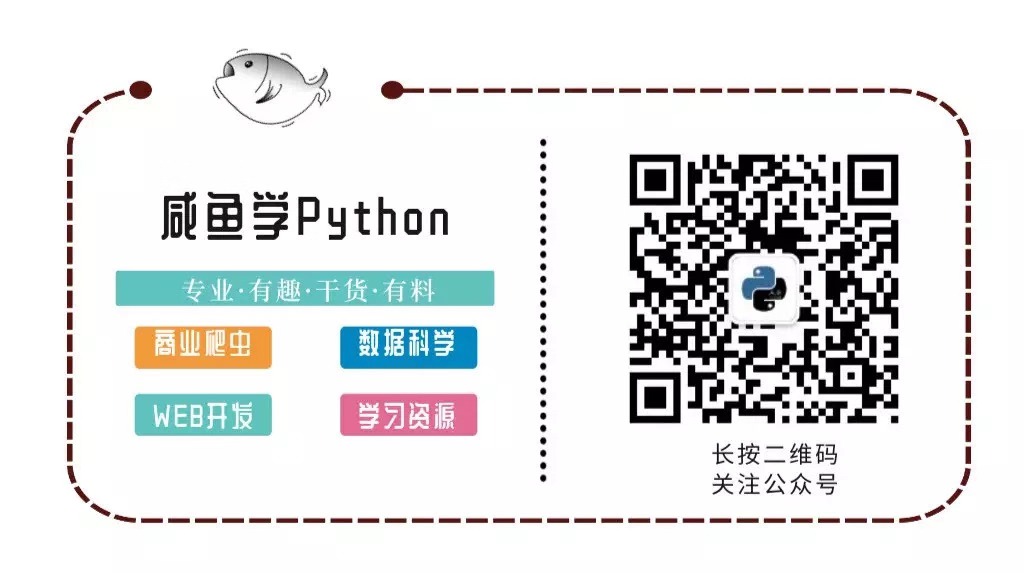 咸鱼学Python
专业·有趣·干货·有料
商业爬虫
数据科学
WEB开发
学习资源
长按二维码
关注公众号